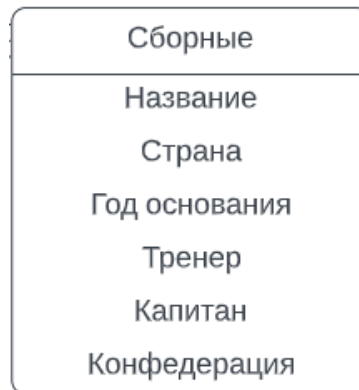 Сборные
Название
Страна
Год основания
Тренер
Капитан
Конфедерация